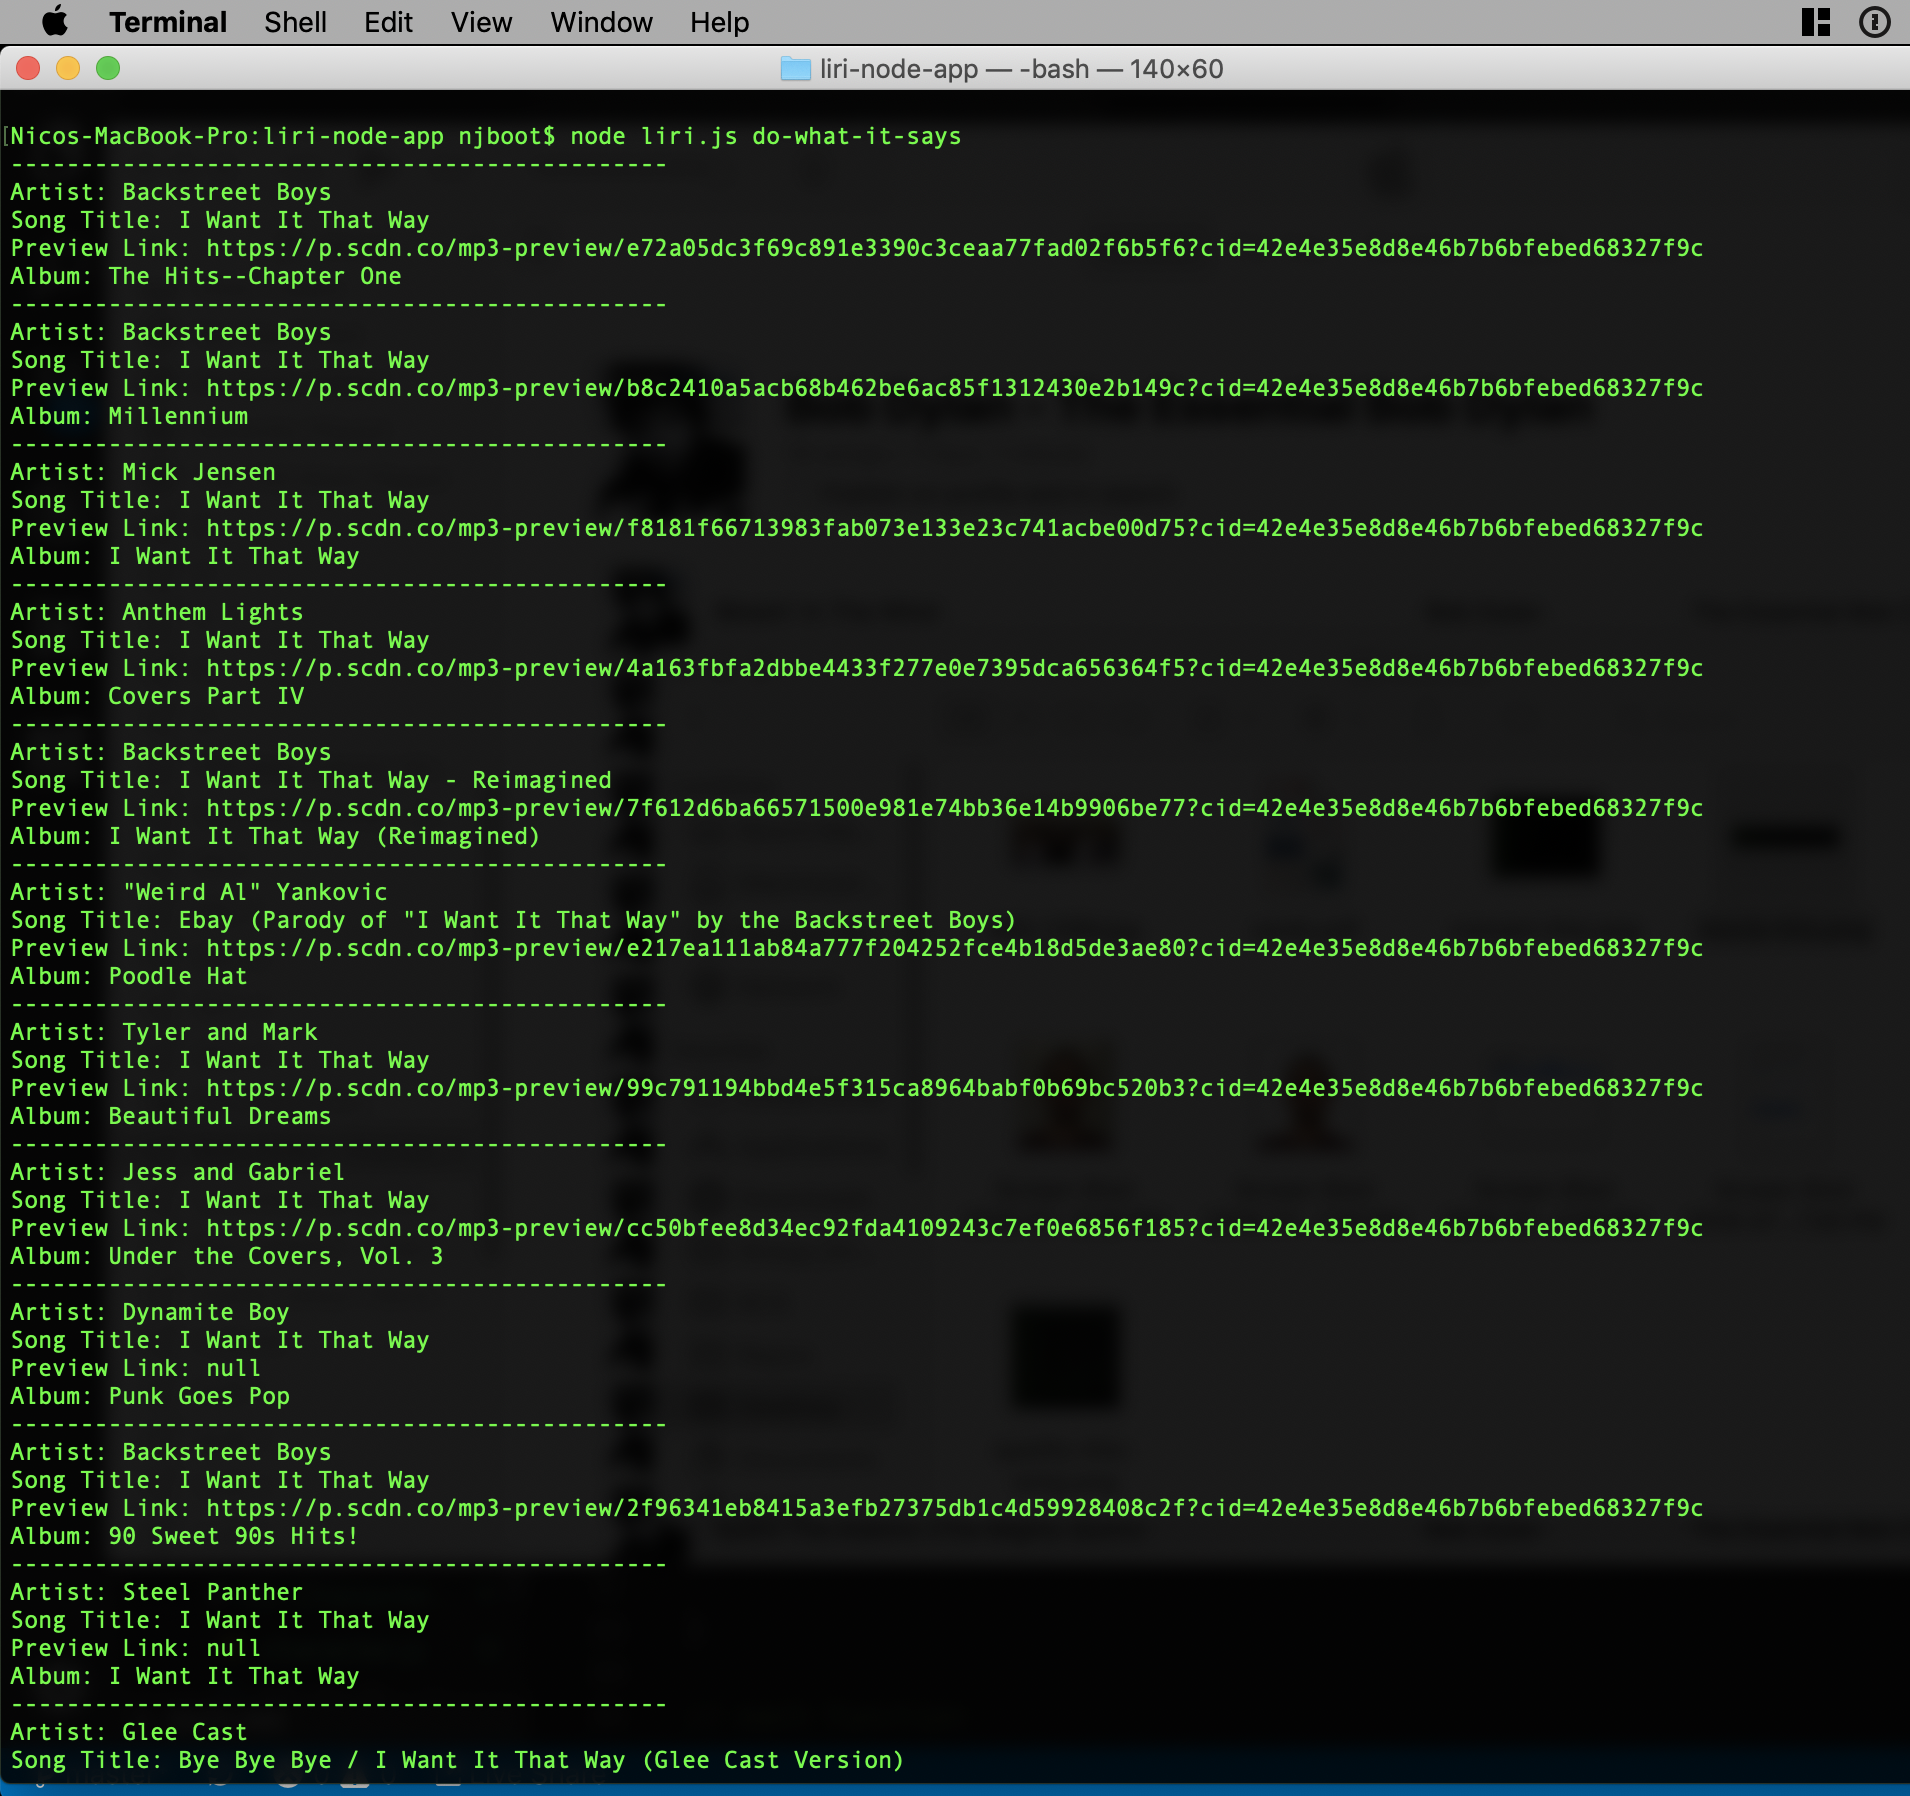 Terminal Shell Edit View Window Help
liri-node-app — -bash — 140×60
[Nicos-MacBook-Pro:liri-node-app njboot$ node liri.js do-what-it-says
-----------------------------------------------
Artist: Backstreet Boys
Song Title: I Want It That Way
Preview Link: https://p.scdn.co/mp3-preview/e72a05dc3f69c891e3390c3ceaa77fad02f6b5f6?cid=42e4e35e8d8e46b7b6bfebed68327f9c
Album: The Hits--Chapter One
-----------------------------------------------
Artist: Backstreet Boys
Song Title: I Want It That Way
Preview Link: https://p.scdn.co/mp3-preview/b8c2410a5acb68b462be6ac85f1312430e2b149c?cid=42e4e35e8d8e46b7b6bfebed68327f9c
Album: Millennium
-----------------------------------------------
Artist: Mick Jensen
Song Title: I Want It That Way
Preview Link: https://p.scdn.co/mp3-preview/f8181f66713983fab073e133e23c741acbe00d75?cid=42e4e35e8d8e46b7b6bfebed68327f9c
Album: I Want It That Way
-----------------------------------------------
Artist: Anthem Lights
Song Title: I Want It That Way
Preview Link: https://p.scdn.co/mp3-preview/4a163fbfa2dbbe4433f277e0e7395dca656364f5?cid=42e4e35e8d8e46b7b6bfebed68327f9c
Album: Covers Part IV
-----------------------------------------------
Artist: Backstreet Boys
Song Title: I Want It That Way - Reimagined
Preview Link: https://p.scdn.co/mp3-preview/7f612d6ba66571500e981e74bb36e14b9906be77?cid=42e4e35e8d8e46b7b6bfebed68327f9c
Album: I Want It That Way (Reimagined)
-----------------------------------------------
Artist: "Weird Al" Yankovic
Song Title: Ebay (Parody of "I Want It That Way" by the Backstreet Boys)
Preview Link: https://p.scdn.co/mp3-preview/e217ea111ab84a777f204252fce4b18d5de3ae80?cid=42e4e35e8d8e46b7b6bfebed68327f9c
Album: Poodle Hat
-----------------------------------------------
Artist: Tyler and Mark
Song Title: I Want It That Way
Preview Link: https://p.scdn.co/mp3-preview/99c791194bbd4e5f315ca8964babf0b69bc520b3?cid=42e4e35e8d8e46b7b6bfebed68327f9c
Album: Beautiful Dreams
-----------------------------------------------
Artist: Jess and Gabriel
Song Title: I Want It That Way
Preview Link: https://p.scdn.co/mp3-preview/cc50bfee8d34ec92fda4109243c7ef0e6856f185?cid=42e4e35e8d8e46b7b6bfebed68327f9c
Album: Under the Covers, Vol. 3
-----------------------------------------------
Artist: Dynamite Boy
Song Title: I Want It That Way
Preview Link: null
Album: Punk Goes Pop
-----------------------------------------------
Artist: Backstreet Boys
Song Title: I Want It That Way
Preview Link: https://p.scdn.co/mp3-preview/2f96341eb8415a3efb27375db1c4d59928408c2f?cid=42e4e35e8d8e46b7b6bfebed68327f9c
Album: 90 Sweet 90s Hits!
-----------------------------------------------
Artist: Steel Panther
Song Title: I Want It That Way
Preview Link: null
Album: I Want It That Way
-----------------------------------------------
Artist: Glee Cast
Song Title: Bye Bye Bye / I Want It That Way (Glee Cast Version)